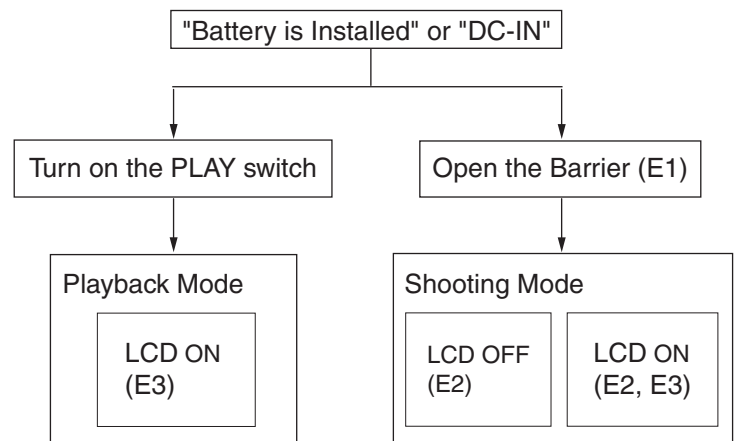 "Battery is Installed" or "DC-IN"
Turn on the PLAY switch
Open the Barrier (E1)
Playback Mode
LCD ON
(E3)
Shooting Mode
LCD OFF
(E2)
LCD ON
(E2, E3)